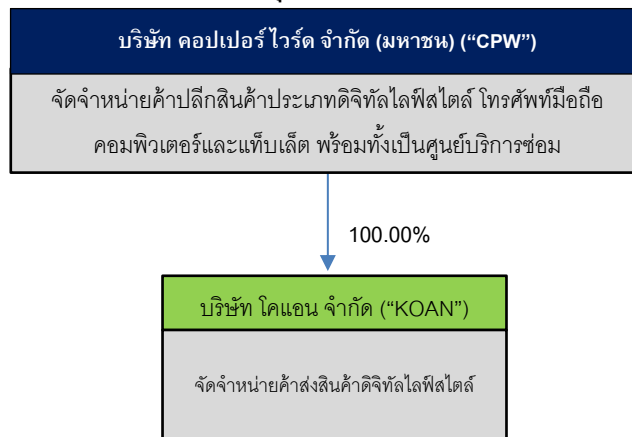 บริษัท คอปเปอร์ ไวร์ด จำกัด (มหาชน) (“CPW”)
จัดจำหน่ายค้าปลีกสินค้าประเภทดิจิทัลไลฟ์สไตล์ โทรศัพท์มือถือ
คอมพิวเตอร์และแท็บเล็ต พร้อมทั้งเป็นศูนย์บริการซ่อม
100.00%
บริษัท โคแอน จำกัด (“KOAN”)
จัดจำหน่ายค้าส่งสินค้าดิจิทัลไลฟ์สไตล์